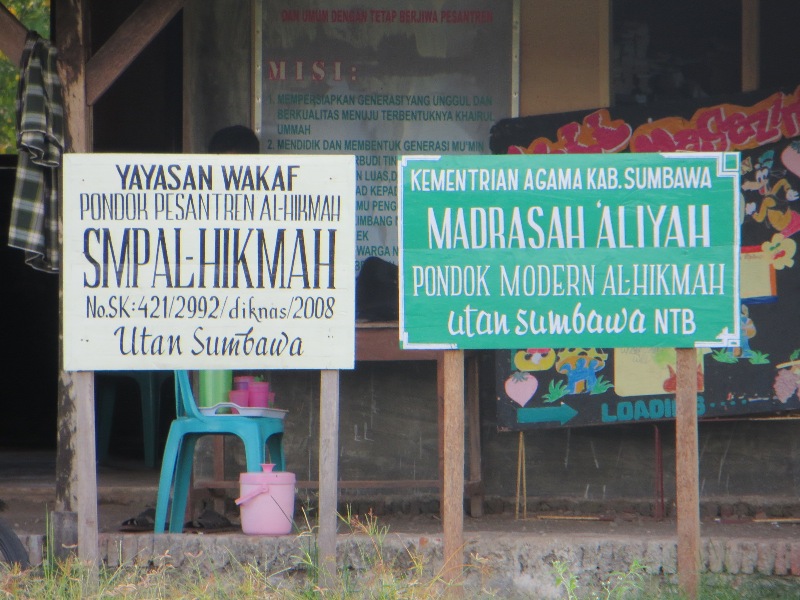 DAN UMUM DENGAN TETAP BERJIWA PESANTREN
MISI:
1. MEMPERSIAPKAN GENERASI YANG UNGGUL DAN
BERKUALITAS MENUJU TERBENTUKNYA KHAIRUL
UMMAH
2. MENDIDIK DAN MEMBENTUK GENERASI MU'MIN
YAYASAN WAKAF
PONDOK PESANTREN AL-HIKMAH
SMP AL-HIKMAH
No.SK:421/2992/diknas/2008
Utan Sumbawa
KEMENTRIAN AGAMA KAB. SUMBAWA
MADRASAH 'ALIYAH
PONDOK MODERN AL-HIKMAH
utan sumbawa NTB
LOADING